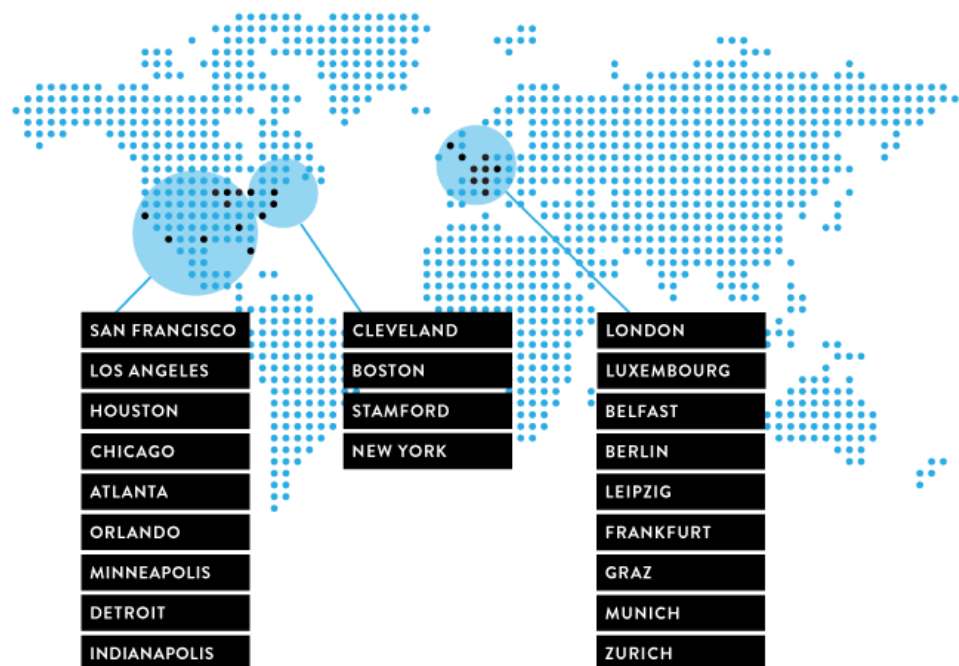 SAN FRANCISCO
LOS ANGELES
HOUSTON
CHICAGO
ATLANTA
ORLANDO
MINNEAPOLIS
DETROIT
INDIANAPOLIS
CLEVELAND
BOSTON
STAMFORD
NEW YORK
LONDON
LUXEMBOURG
BELFAST
BERLIN
LEIPZIG
FRANKFURT
GRAZ
MUNICH
ZURICH